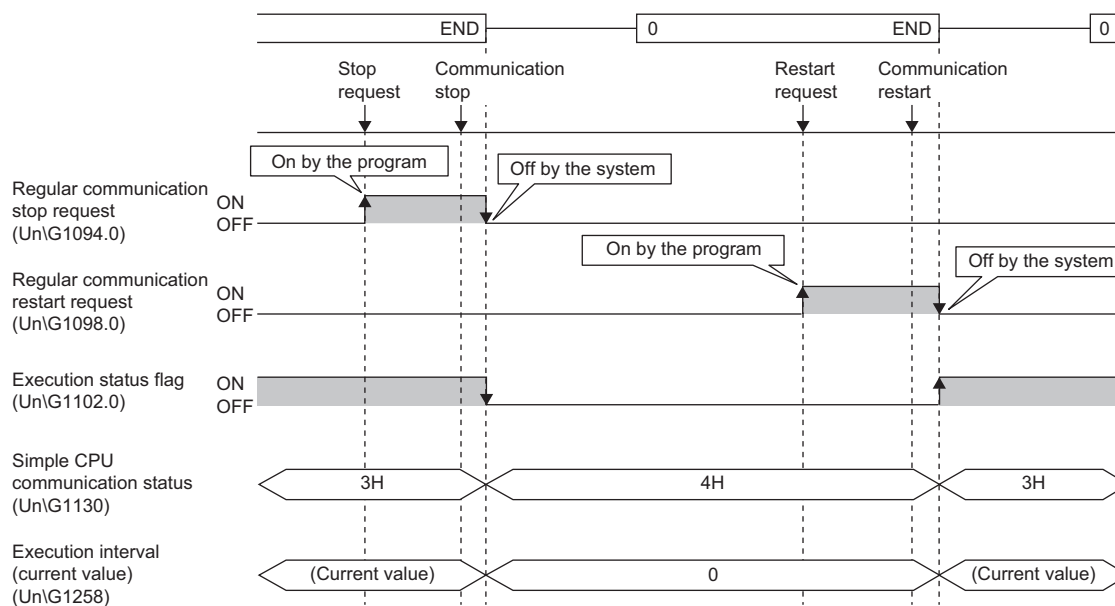 END
0
END
0
Stop
request
Communication
stop
Restart
request
Communication
restart
On by the program
Off by the system
Regular communication
stop request
(Un\G1094.0)
ON
OFF
On by the program
Off by the system
Regular communication
restart request
(Un\G1098.0)
ON
OFF
Execution status flag
(Un\G1102.0)
ON
OFF
Simple CPU
communication status
(Un\G1130)
3H
4H
3H
Execution interval
(current value)
(Un\G1258)
(Current value)
0
(Current value)